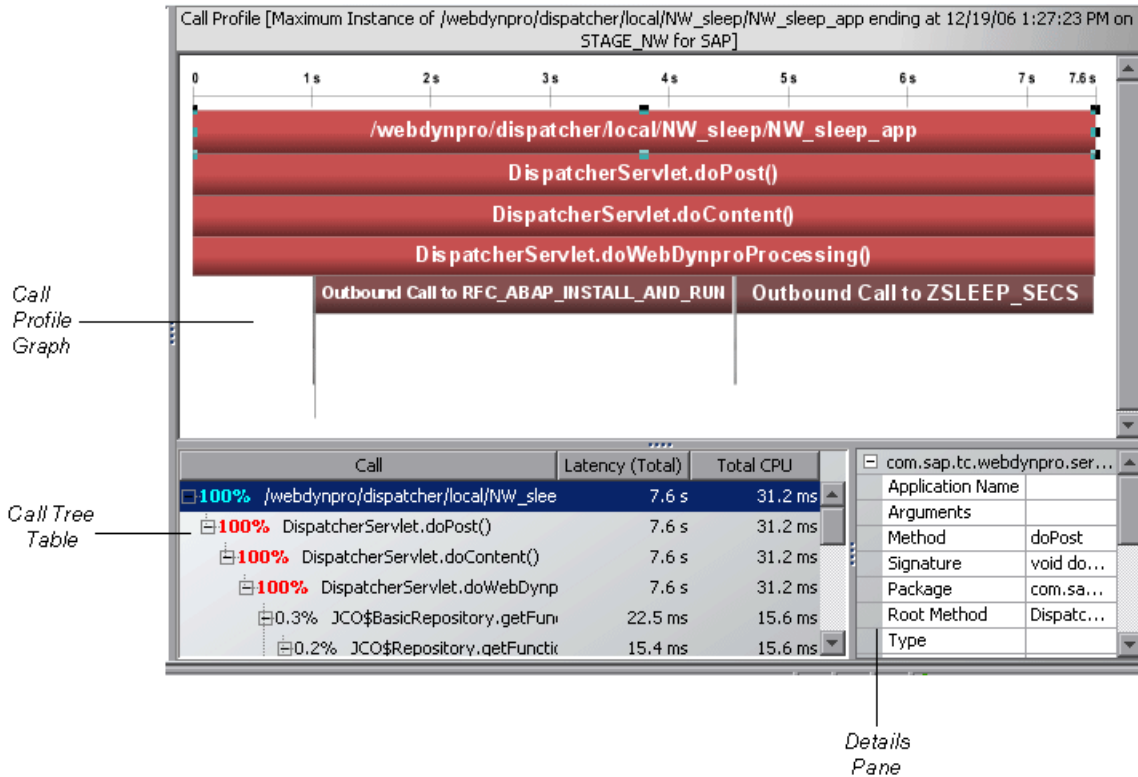 Call Profile [Maximum Instance of /webdynpro/dispatcher/local/NW_sleep/NW_sleep_app ending at 12/19/06 1:27:23 PM on
STAGE_NW for SAP]
0 1 s 2 s 3 s 4 s 5 s 6 s 7 s 7.6 s
/webdynpro/dispatcher/local/NW_sleep/NW_sleep_app
DispatcherServlet.doPost()
DispatcherServlet.doContent()
DispatcherServlet.doWebDynproProcessing()
Outbound Call to RFC_ABAP_INSTALL_AND_RUN Outbound Call to ZSLEEP_SECS
Call
Profile
Graph
Call Latency (Total) Total CPU
100% /webdynpro/dispatcher/local/NW_slee 7.6 s 31.2 ms
100% DispatcherServlet.doPost() 7.6 s 31.2 ms
100% DispatcherServlet.doContent() 7.6 s 31.2 ms
100% DispatcherServlet.doWebDynp 7.6 s 31.2 ms
0.3% JCO$BasicRepository.getFun 22.5 ms 15.6 ms
0.2% JCO$Repository.getFunctic 15.4 ms 15.6 ms
Call Tree
Table
com.sap.tc.webdynpro.ser...
Application Name
Arguments
Method doPost
Signature void do...
Package com.sa...
Root Method Dispatc...
Type
Details
Pane